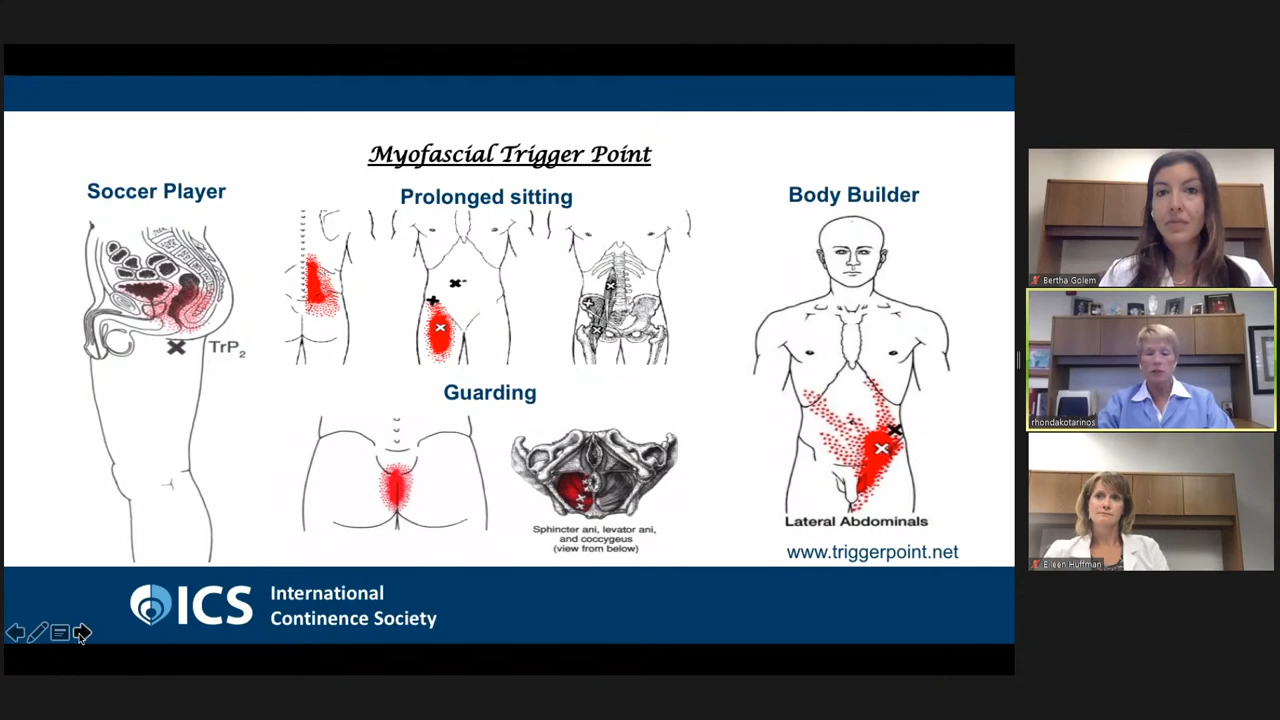 Myofascial Trigger Point
Soccer Player
Prolonged sitting
Body Builder
TrP2
Guarding
Sphincter ani, levator ani,
and coccygeus
(view from below)
Lateral Abdominals
www.triggerpoint.net
ICS
International
Continence Society
Bertha Golem
rhondakotarinos
Eileen Huffman